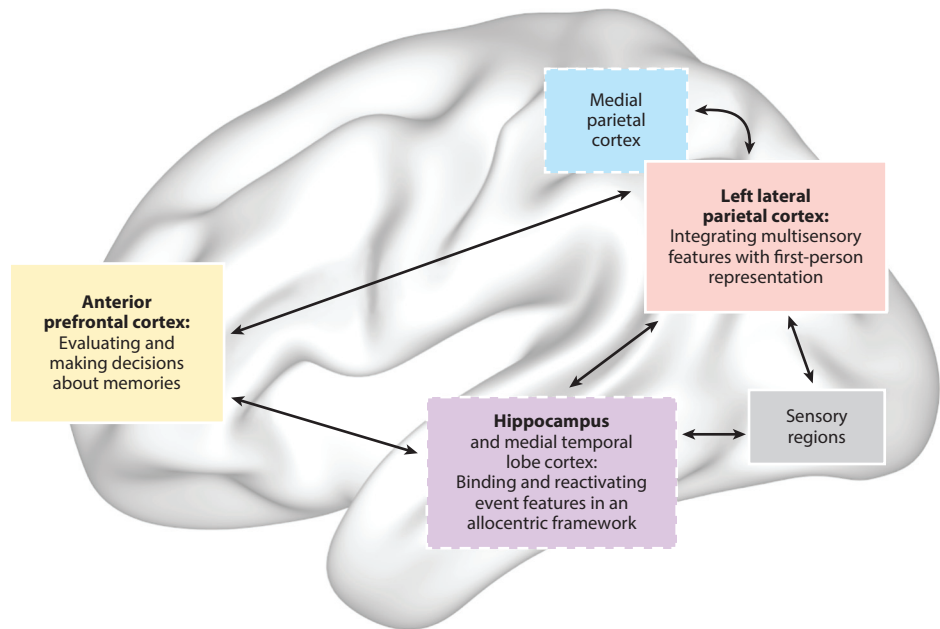 Medial
parietal
cortex
Left lateral
parietal cortex:
Integrating multisensory
features with first-person
representation
Anterior
prefrontal cortex:
Evaluating and
making decisions
about memories
Hippocampus
and medial temporal
lobe cortex:
Binding and reactivating
event features in an
allocentric framework
Sensory
regions